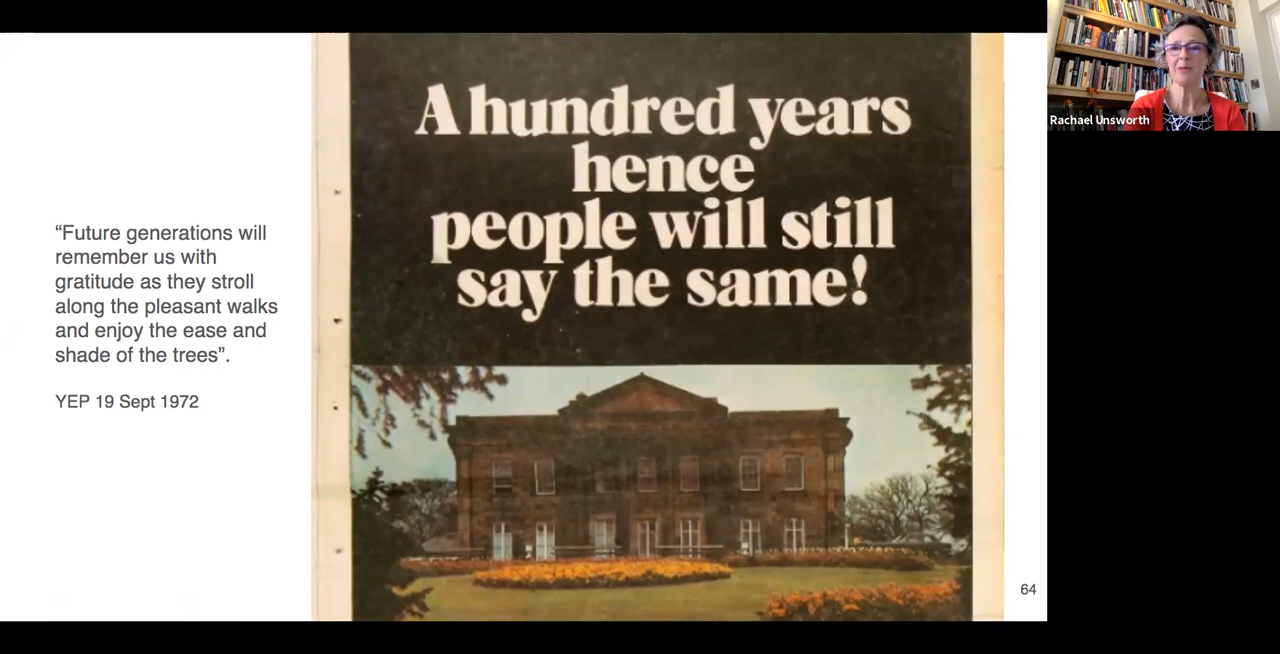 “Future generations will
remember us with
gratitude as they stroll
along the pleasant walks
and enjoy the ease and
shade of the trees”.
YEP 19 Sept 1972
A hundred years
hence
people will still
say the same!
64
Rachael Unsworth